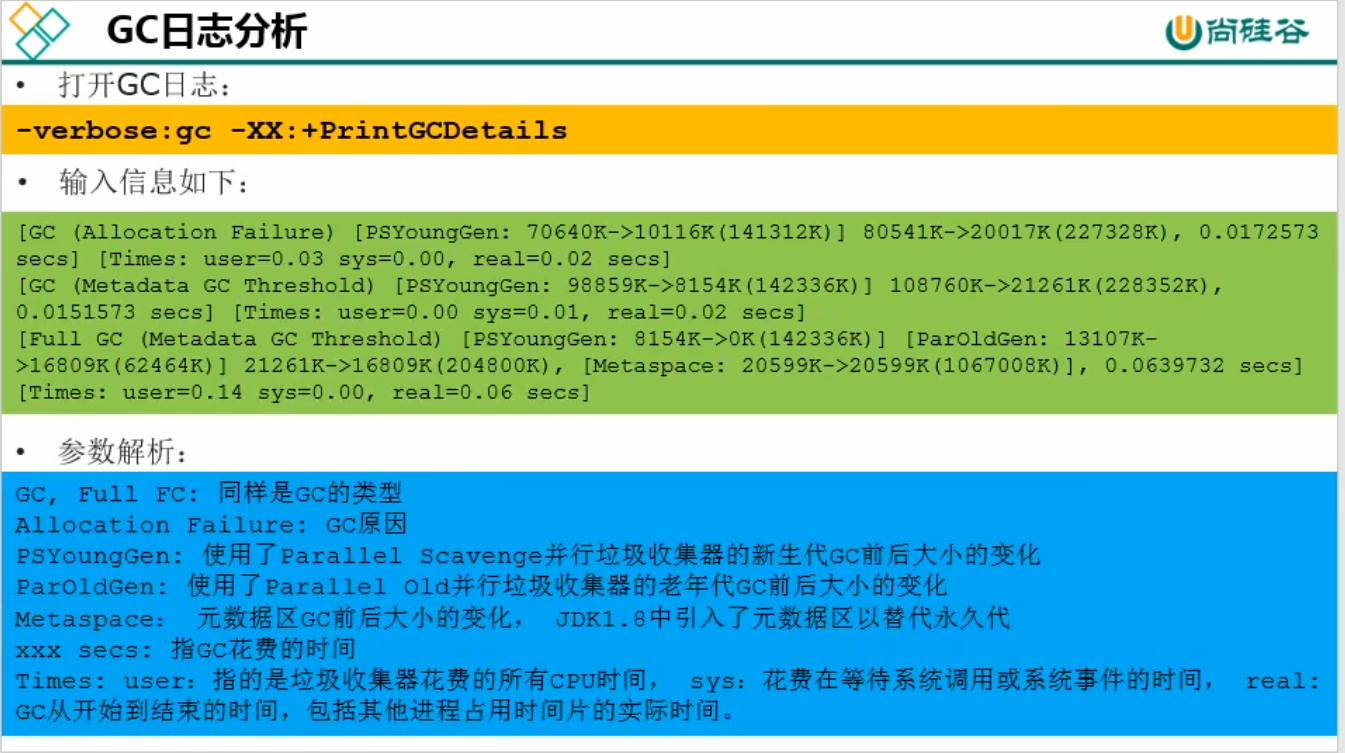 GC日志分析
尚硅谷
• 打开GC日志：
-verbose:gc -XX:+PrintGCDetails
• 输入信息如下：
[GC (Allocation Failure) [PSYoungGen: 70640K->10116K(141312K)] 80541K->20017K(227328K), 0.0172573
secs] [Times: user=0.03 sys=0.00, real=0.02 secs]
[GC (Metadata GC Threshold) [PSYoungGen: 98859K->8154K(142336K)] 108760K->21261K(228352K),
0.0151573 secs] [Times: user=0.00 sys=0.01, real=0.02 secs]
[Full GC (Metadata GC Threshold) [PSYoungGen: 8154K->0K(142336K)] [ParOldGen: 13107K-
>16809K(62464K)] 21261K->16809K(204800K), [Metaspace: 20599K->20599K(1067008K)], 0.0639732 secs]
[Times: user=0.14 sys=0.00, real=0.06 secs]
• 参数解析：
GC, Full FC: 同样是GC的类型
Allocation Failure: GC原因
PSYoungGen: 使用了Parallel Scavenge并行垃圾收集器的新生代GC前后大小的变化
ParOldGen: 使用了Parallel Old并行垃圾收集器的老年代GC前后大小的变化
Metaspace: 元数据区GC前后大小的变化, JDK1.8中引入了元数据区以替代永久代
xxx secs: 指GC花费的时间
Times: user: 指的是垃圾收集器花费的所有CPU时间, sys: 花费在等待系统调用或系统事件的时间, real:
GC从开始到结束的时间, 包括其他进程占用时间片的实际时间。